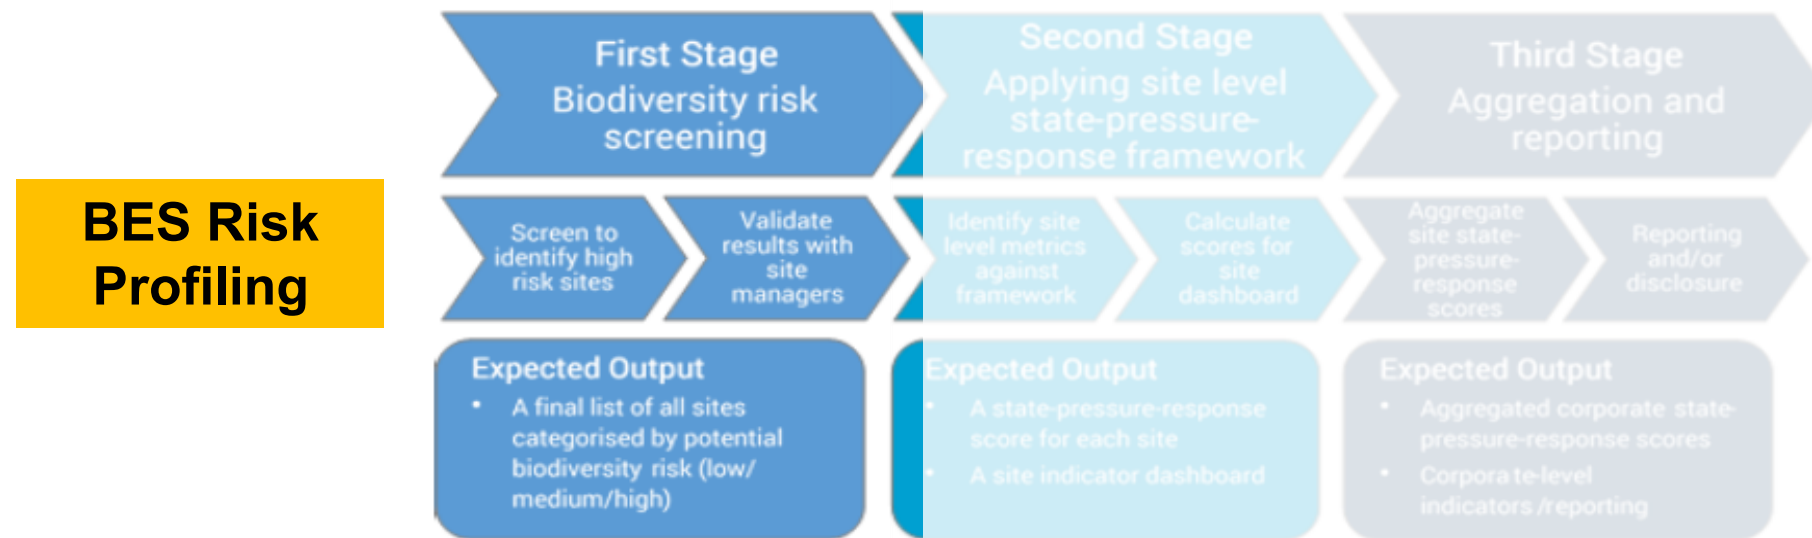 BES Risk
Profiling
First Stage
Biodiversity risk
screening
Second Stage
Applying site level
state-pressure-
response framework
Third Stage
Aggregation and
reporting
Screen to
identify high
risk sites
Validate
results with
site
managers
Identify site
level metrics
against
framework
Calculate
scores for
site
dashboard
Aggregate
site state-
pressure-
response
scores
Reporting
and/or
disclosure
Expected Output
• A final list of all sites
categorised by potential
biodiversity risk (low/
medium/high)
Expected Output
• A state-pressure-response
score for each site
• A site indicator dashboard
Expected Output
• Aggregated corporate state-
pressure-response scores
• Corpora te-level
indicators /reporting